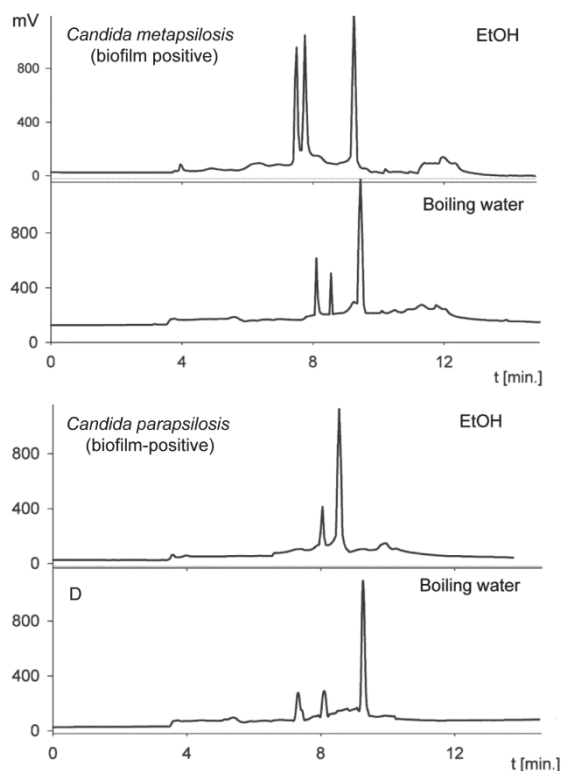 mV
Candida metapsilosis
(biofilm positive)
EtOH
800
400
0
Boiling water
800
400
0
0 4 8 12
t [min.]
Candida parapsilosis
(biofilm-positive)
EtOH
800
400
0
D
Boiling water
800
400
0
0 4 8 12
t [min.]